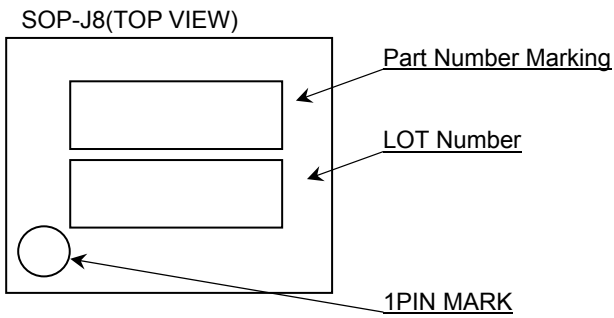 SOP-J8(TOP VIEW)
Part Number Marking
LOT Number
1PIN MARK